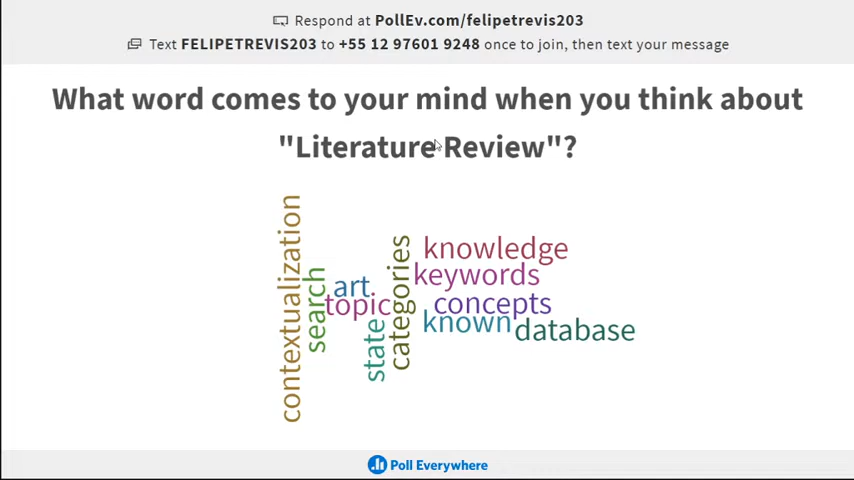 Respond at PollEv.com/felipetrevis203
Text FELIPETREVIS203 to +55 12 97601 9248 once to join, then text your message
What word comes to your mind when you think about
"Literature Review"?
contextualization
search
art
topic
state
categories
knowledge
keywords
concepts
known
database
Poll Everywhere